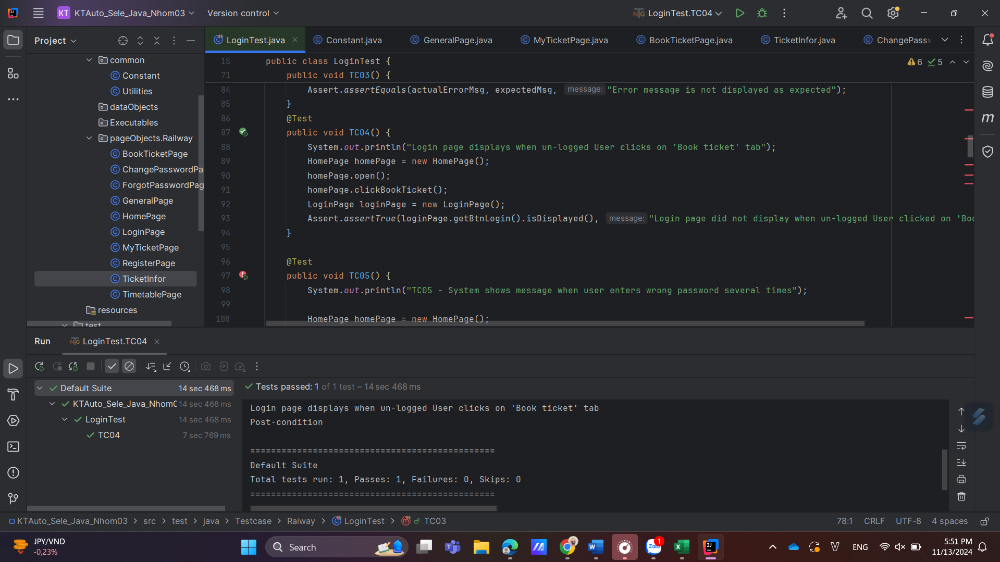 KT KTAuto_Sele_Java_Nhom03 Version control LoginTest.TC04
Project
LoginTest.java Constant.java GeneralPage.java MyTicketPage.java BookTicketPage.java TicketInfor.java ChangePassw
common
Constant
Utilities
dataObjects
Executables
pageObjects.Railway
BookTicketPage
ChangePasswordPa
ForgotPasswordPag
GeneralPage
HomePage
LoginPage
MyTicketPage
RegisterPage
TicketInfor
TimetablePage
resources
test
6 5
15 public class LoginTest {
71 public void TC03() {
84 Assert.assertEquals(actualErrorMsg, expectedMsg, message: "Error message is not displayed as expected");
85 }
86 @Test
87 public void TC04() {
88 System.out.println("Login page displays when un-logged User clicks on 'Book ticket' tab");
89 HomePage homePage = new HomePage();
90 homePage.open();
91 homePage.clickBookTicket();
92 LoginPage loginPage = new LoginPage();
93 Assert.assertTrue(loginPage.getBtnLogin().isDisplayed(), message: "Login page did not display when un-logged User clicked on 'Boo
94 }
95
96 @Test
97 public void TC05() {
98 System.out.println("TC05 - System shows message when user enters wrong password several times");
99
100 HomePage homePage = new HomePage();
Run LoginTest.TC04
Default Suite 14 sec 468 ms
KTAuto_Sele_Java_Nhom0 14 sec 468 ms
LoginTest 14 sec 468 ms
TC04 7 sec 769 ms
Tests passed: 1 of 1 test – 14 sec 468 ms
Login page displays when un-logged User clicks on 'Book ticket' tab
Post-condition
===============================================
Default Suite
Total tests run: 1, Passes: 1, Failures: 0, Skips: 0
===============================================
KTAuto_Sele_Java_Nhom03 > src > test > java > Testcase > Raiway > LoginTest > TC03
78:1 CRLF UTF-8 4 spaces
JPY/VND
-0,23%
Search
Zalo
1
ENG
5:51 PM
11/13/2024